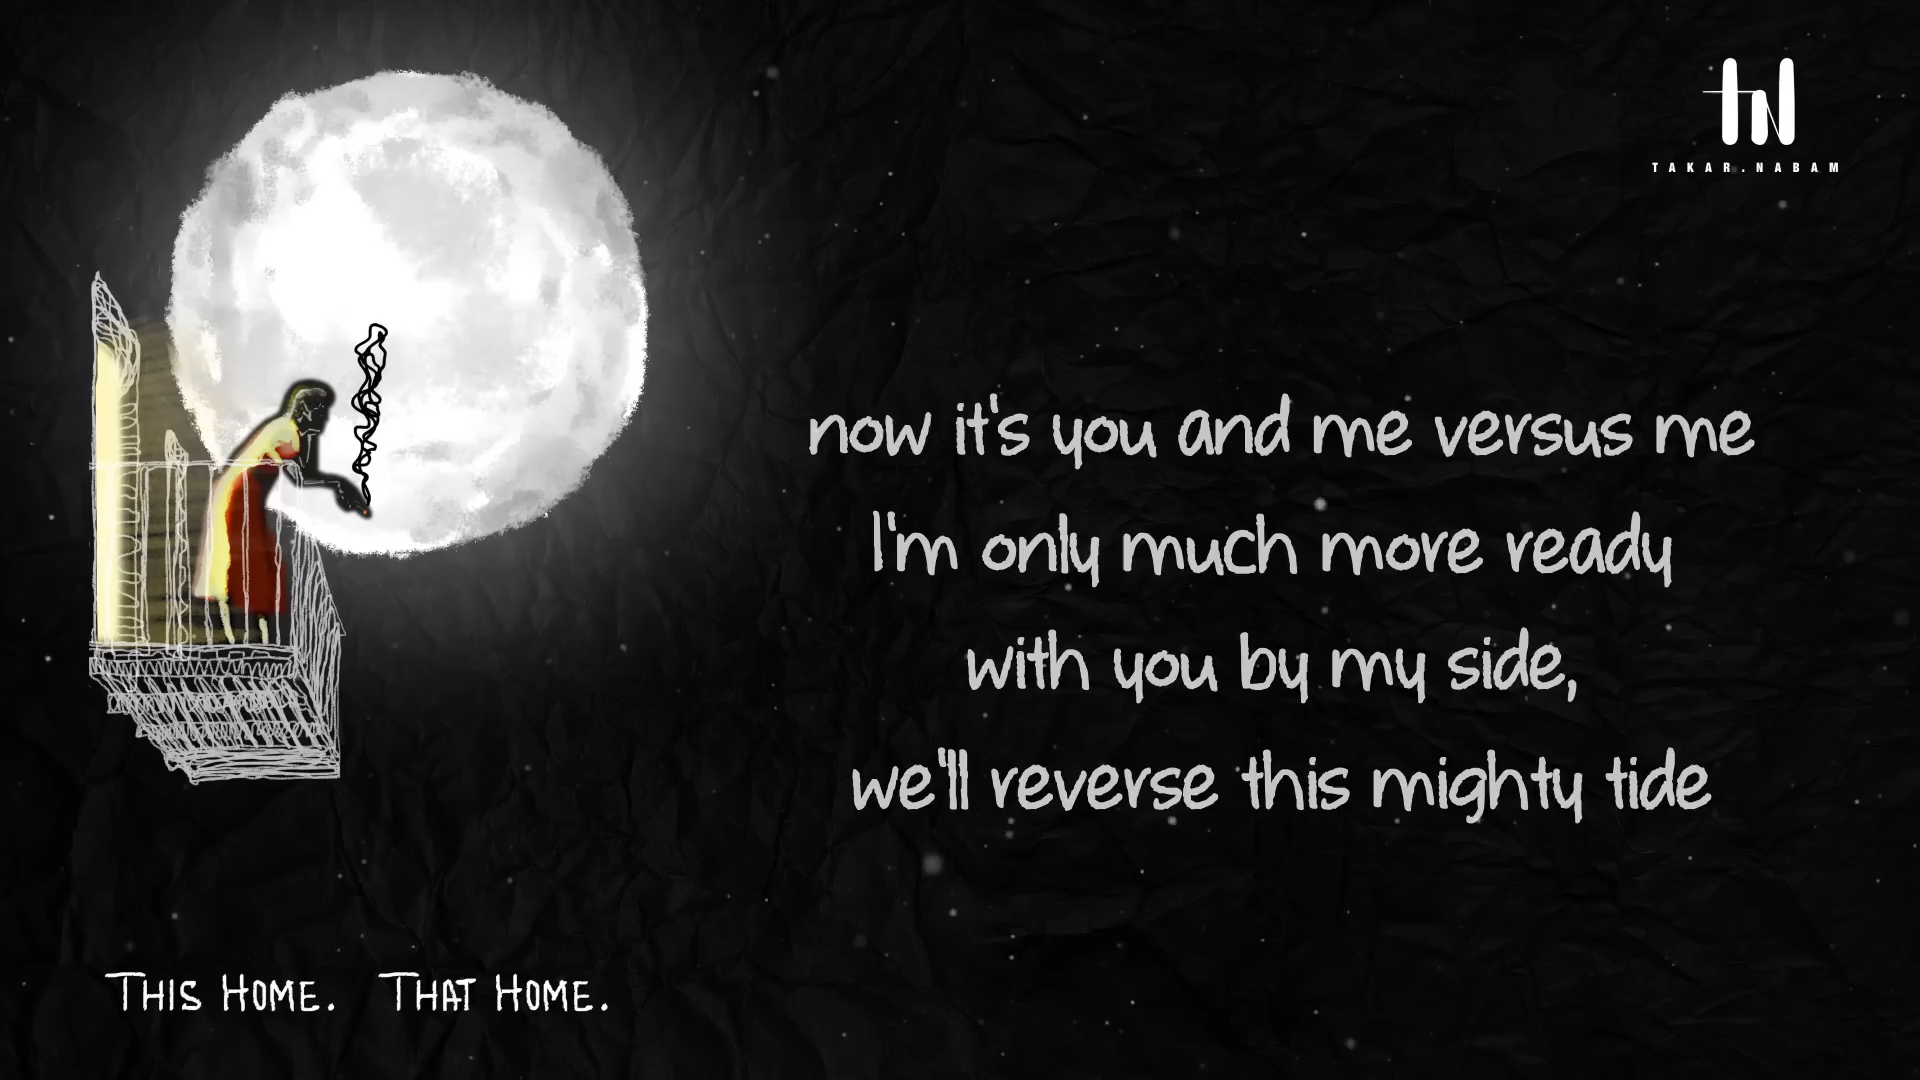 TAKAR.NABAM
now it's you and me versus me
I'm only much more ready
with you by my side,
we'll reverse this mighty tide
THIS HOME. THAT HOME.